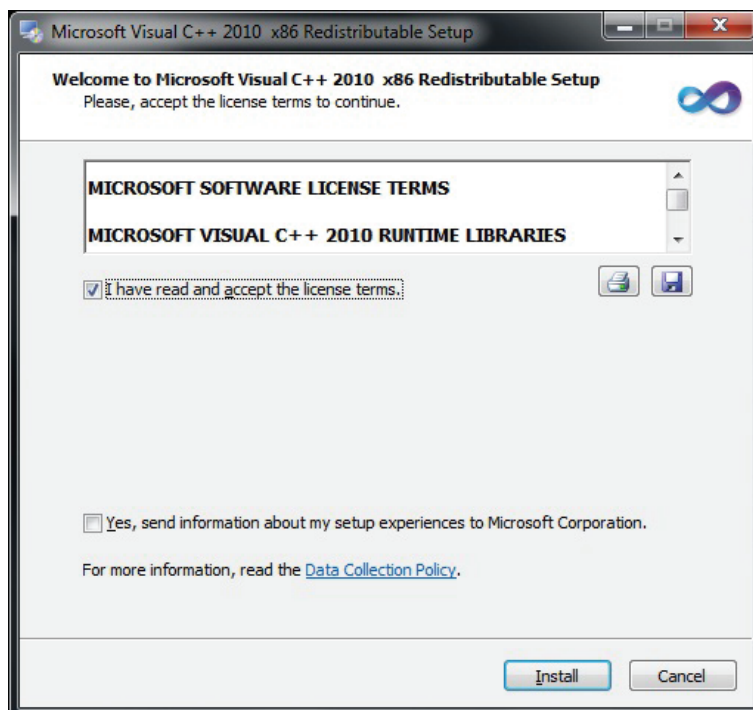 Microsoft Visual C++ 2010  x86 Redistributable Setup
Welcome to Microsoft Visual C++ 2010  x86 Redistributable Setup
Please, accept the license terms to continue.
MICROSOFT SOFTWARE LICENSE TERMS
MICROSOFT VISUAL C++ 2010 RUNTIME LIBRARIES
I have read and accept the license terms.
Yes, send information about my setup experiences to Microsoft Corporation.
For more information, read the Data Collection Policy.
Install Cancel